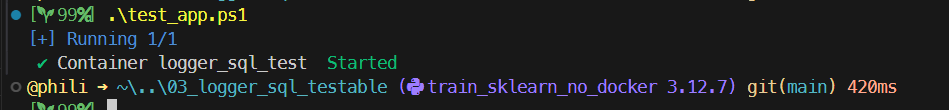 [99%] .\test_app.ps1
[+] Running 1/1
✔ Container logger_sql_test Started
@phili ➜ ~\..\03_logger_sql_testable (train_sklearn_no_docker 3.12.7) git(main) 420ms
[99%]